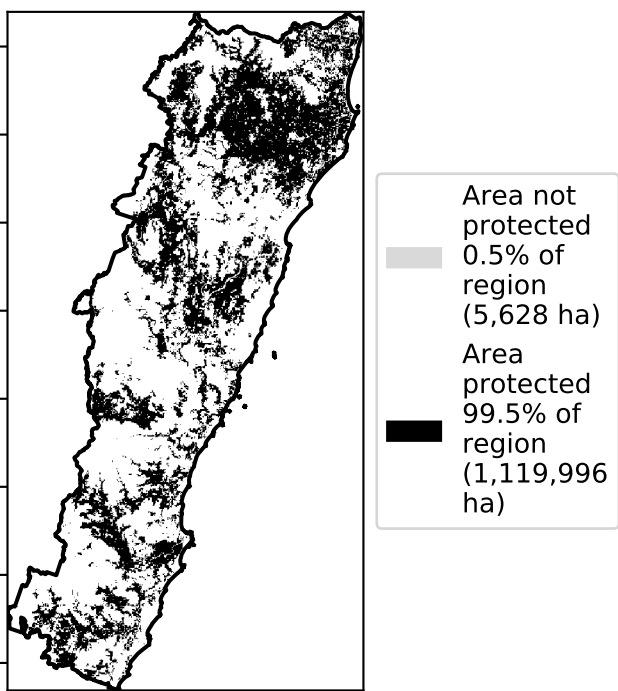 Area not
protected
0.5% of
region
(5,628 ha)
Area
protected
99.5% of
region
(1,119,996
ha)